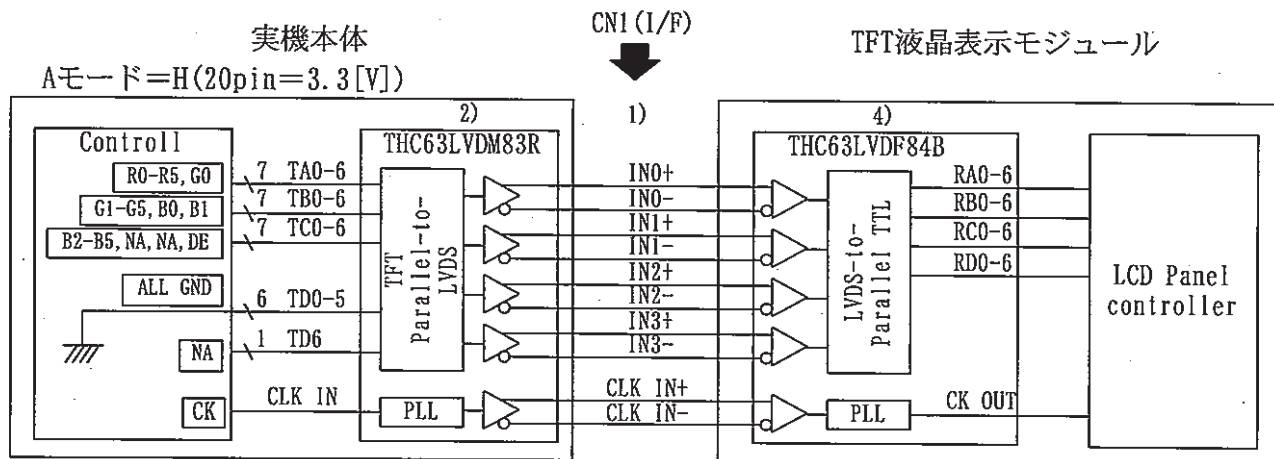 CN1(I/F)
実機本体
TFT液晶表示モジュール
Aモード＝H(20pin＝3.3[V])
2)
1)
4)
Controll
THC63LVDM83R
THC63LVDF84B
R0-R5,G0
7 TA0-6
G1-G5,B0,B1
7 TB0-6
B2-B5,NA,NA,DE
7 TC0-6
ALL GND
6 TD0-5
NA
1 TD6
CK
CLK IN
TFT
Parallel-to-
LVDS
PLL
IN0+
IN0-
IN1+
IN1-
IN2+
IN2-
IN3+
IN3-
CLK IN+
CLK IN-
LVDS-to-
Parallel TTL
PLL
RA0-6
RB0-6
RC0-6
RD0-6
CK OUT
LCD Panel
controller